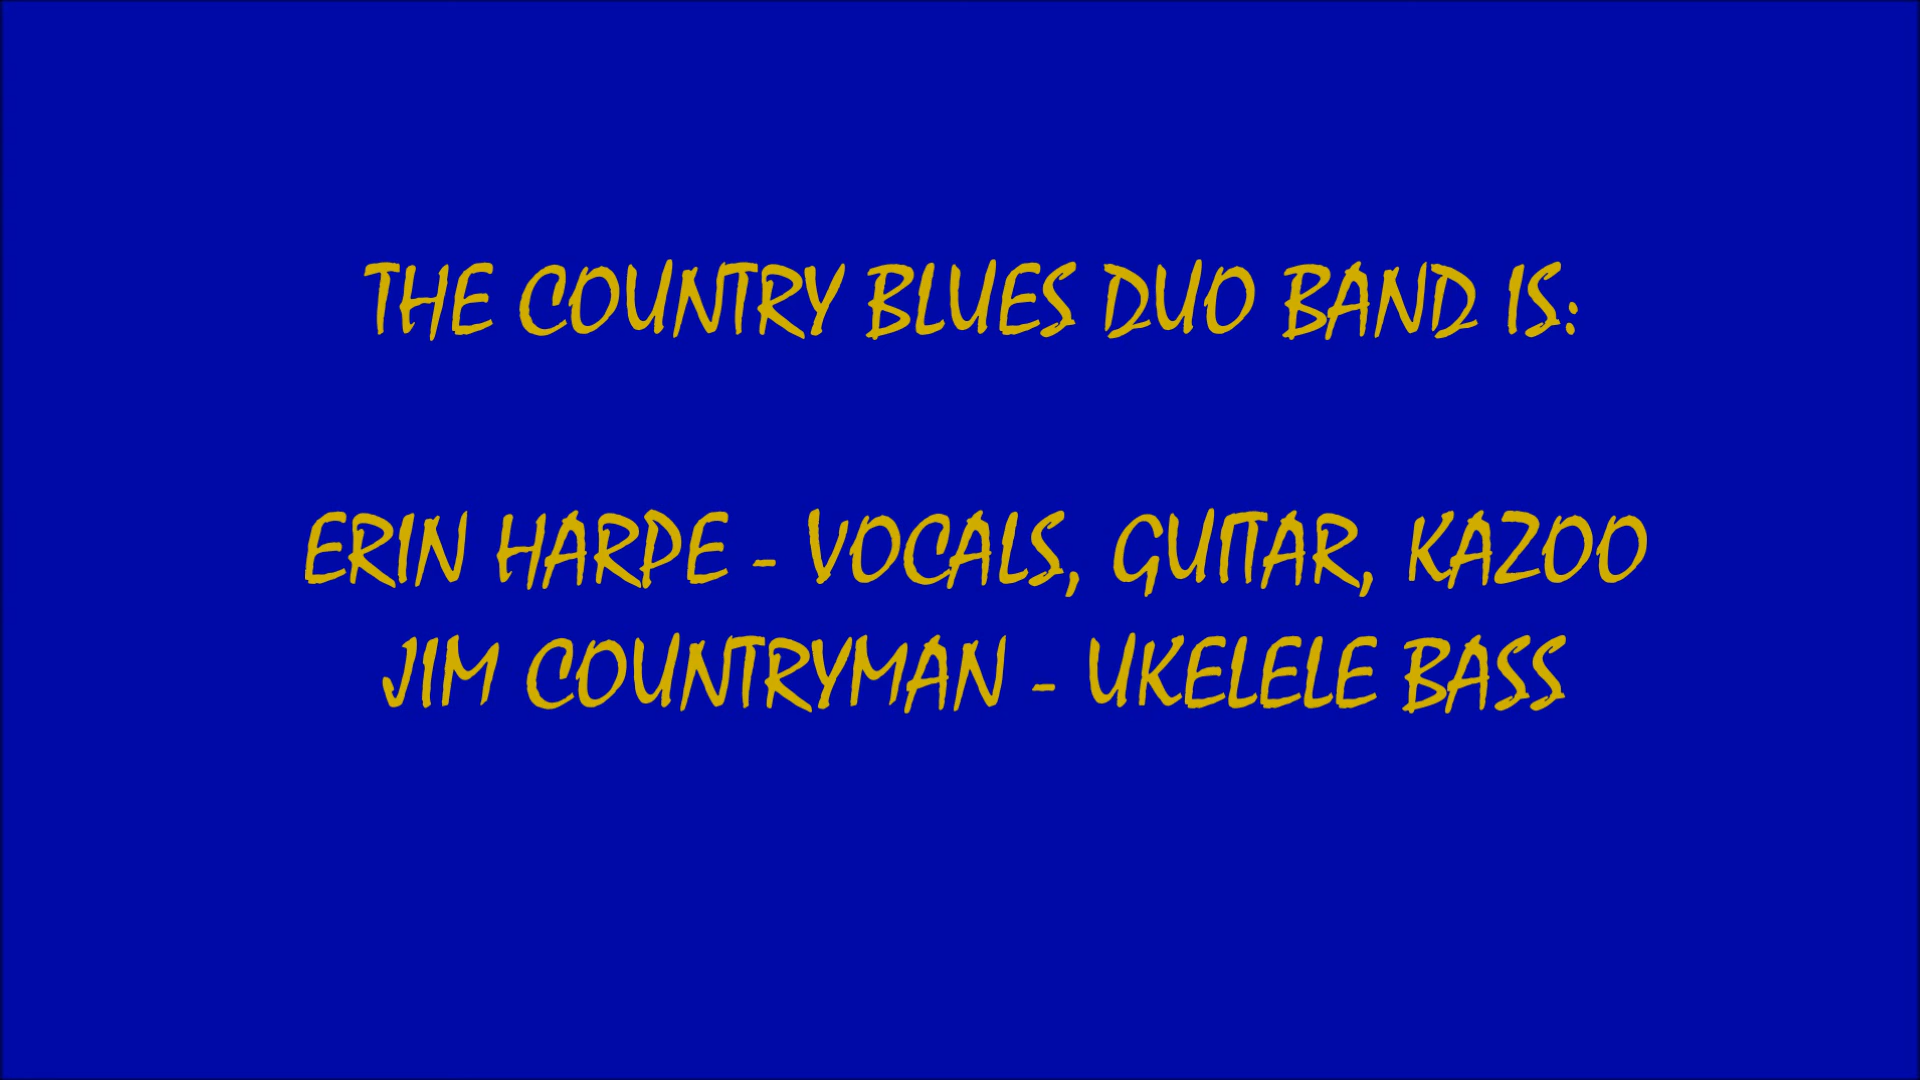 THE COUNTRY BLUES DUO BAND IS:
ERIN HARPE - VOCALS, GUITAR, KAZOO
JIM COUNTRYMAN - UKELELE BASS